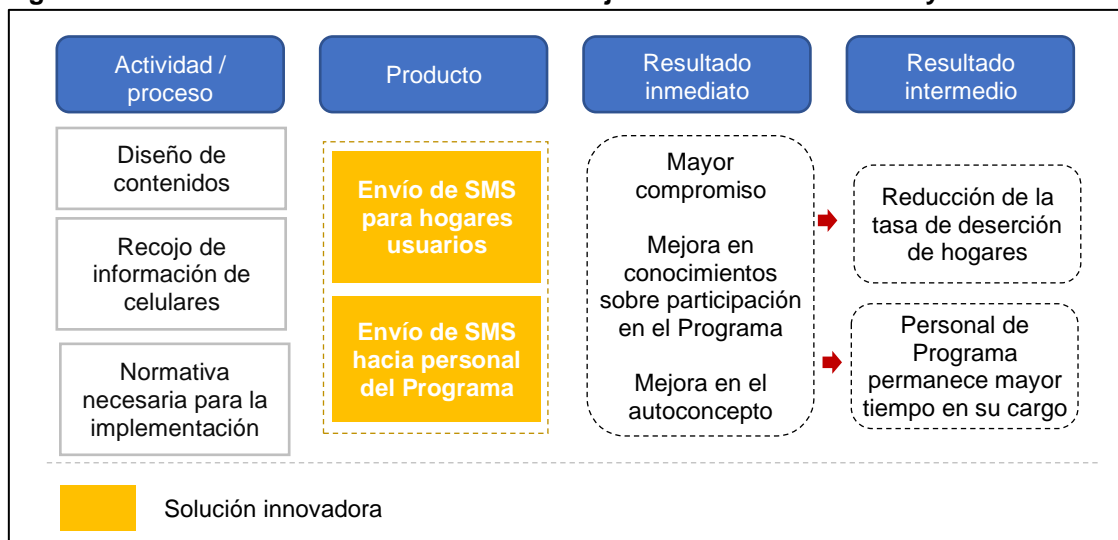 Actividad /
proceso
Producto
Resultado
inmediato
Resultado
intermedio
Diseño de
contenidos
Recojo de
información de
celulares
Normativa
necesaria para la
implementación
Envío de SMS
para hogares
usuarios
Envío de SMS
hacia personal
del Programa
Mayor
compromiso
Mejora en
conocimientos
sobre participación
en el Programa
Mejora en el
autoconcepto
Reducción de la
tasa de deserción
de hogares
Personal de
Programa
permanece mayor
tiempo en su cargo
Solución innovadora